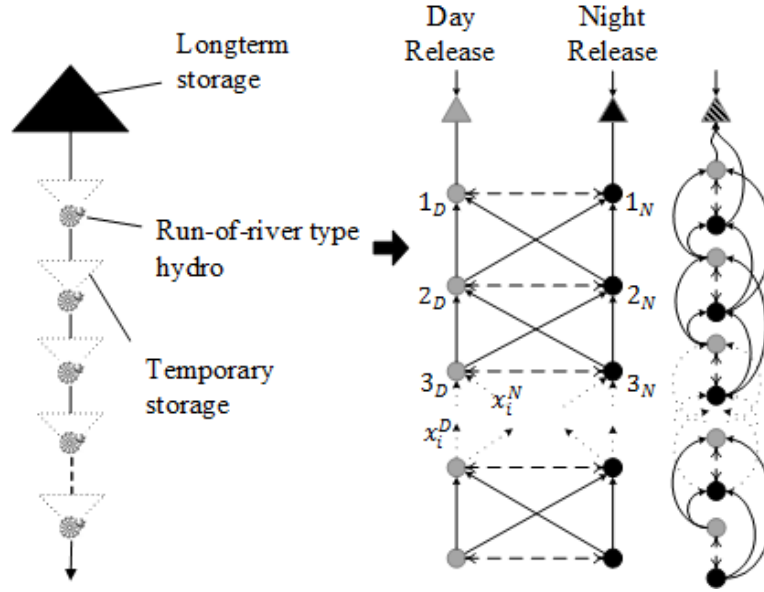 Longterm
storage
Run-of-river type
hydro
Temporary
storage
Day
Release
Night
Release
1_D
1_N
2_D
2_N
3_D
3_N
x_i^N
x_i^D